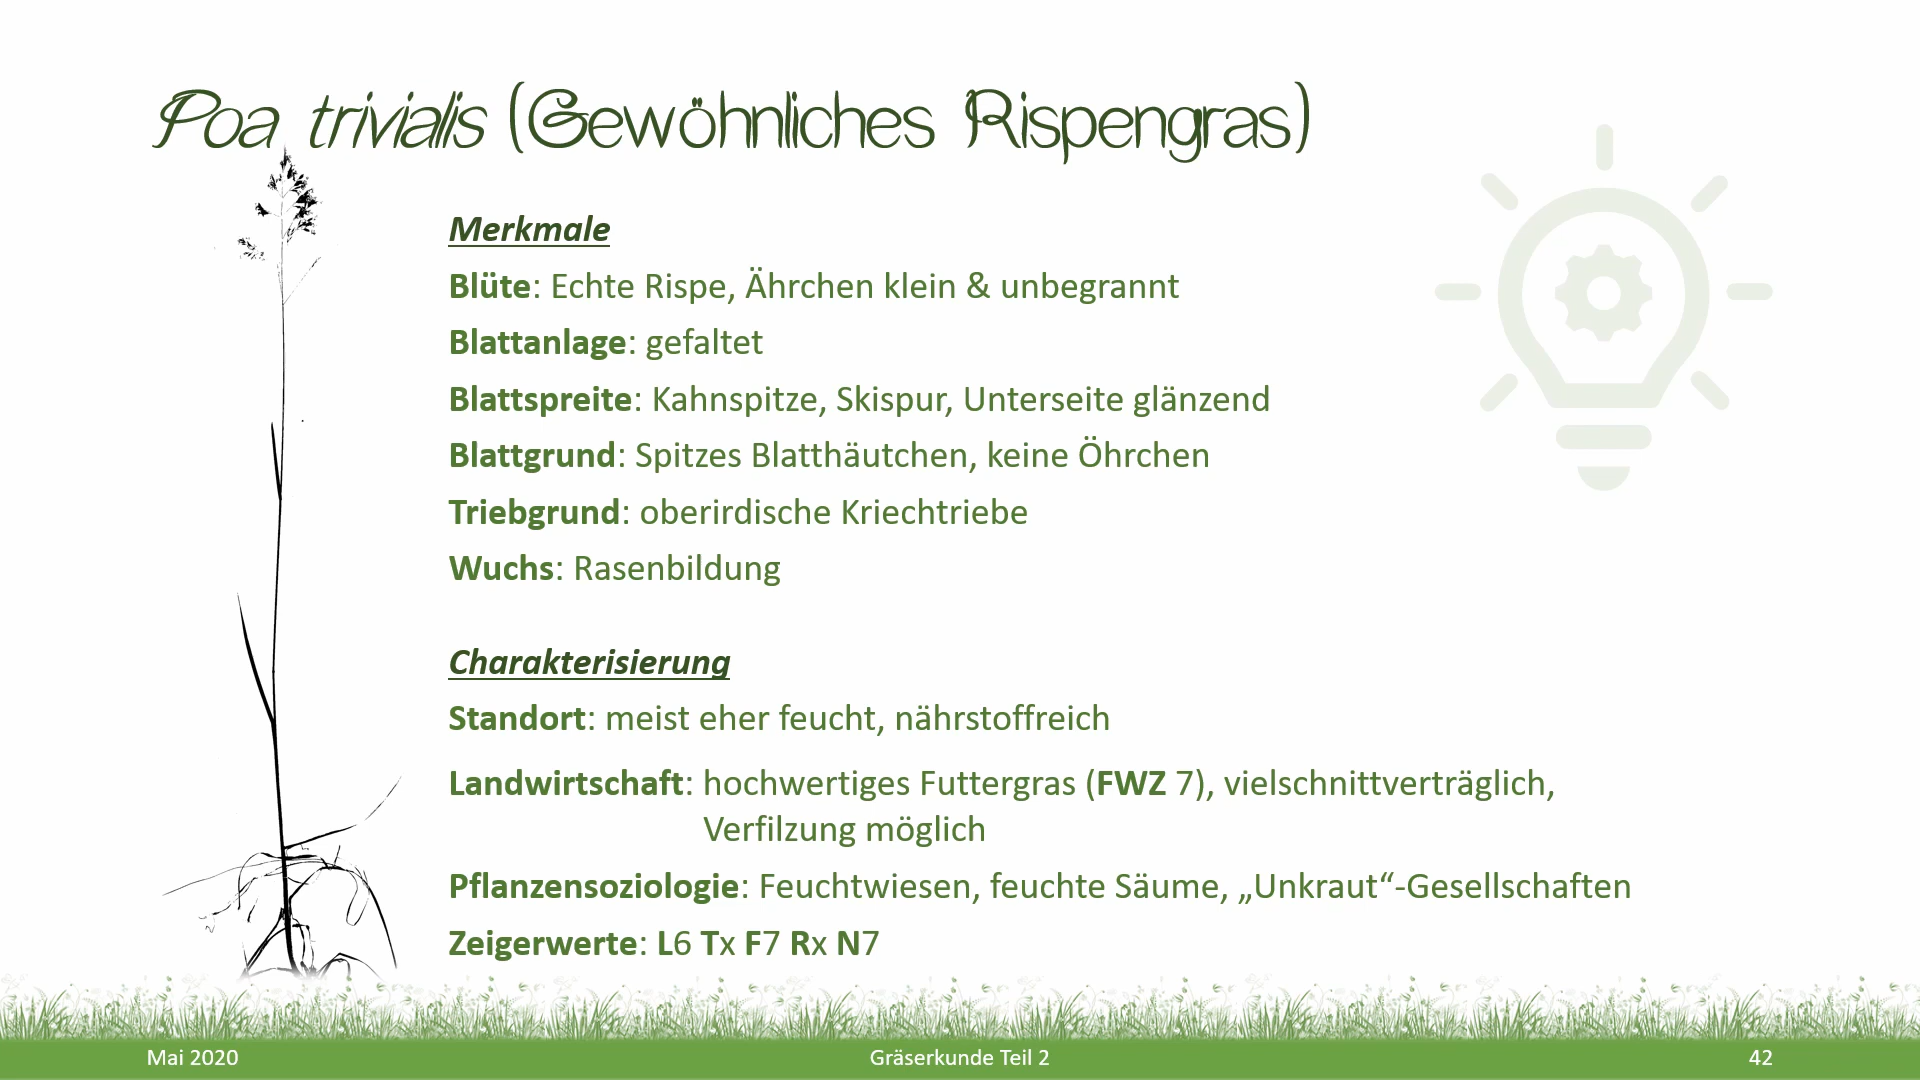 Poa trivialis (Gewöhnliches Rispengras)
Merkmale
Blüte: Echte Rispe, Ährchen klein & unbegrannt
Blattanlage: gefaltet
Blattspreite: Kahnspitze, Skispur, Unterseite glänzend
Blattgrund: Spitzes Blatthäutchen, keine Öhrchen
Triebgrund: oberirdische Kriechtriebe
Wuchs: Rasenbildung
Charakterisierung
Standort: meist eher feucht, nährstoffreich
Landwirtschaft: hochwertiges Futtergras (FWZ 7), vielschnittverträglich,
Verfilzung möglich
Pflanzensoziologie: Feuchtwiesen, feuchte Säume, „Unkraut“-Gesellschaften
Zeigerwerte: L6 Tx F7 Rx N7
Mai 2020
Gräserkunde Teil 2
42